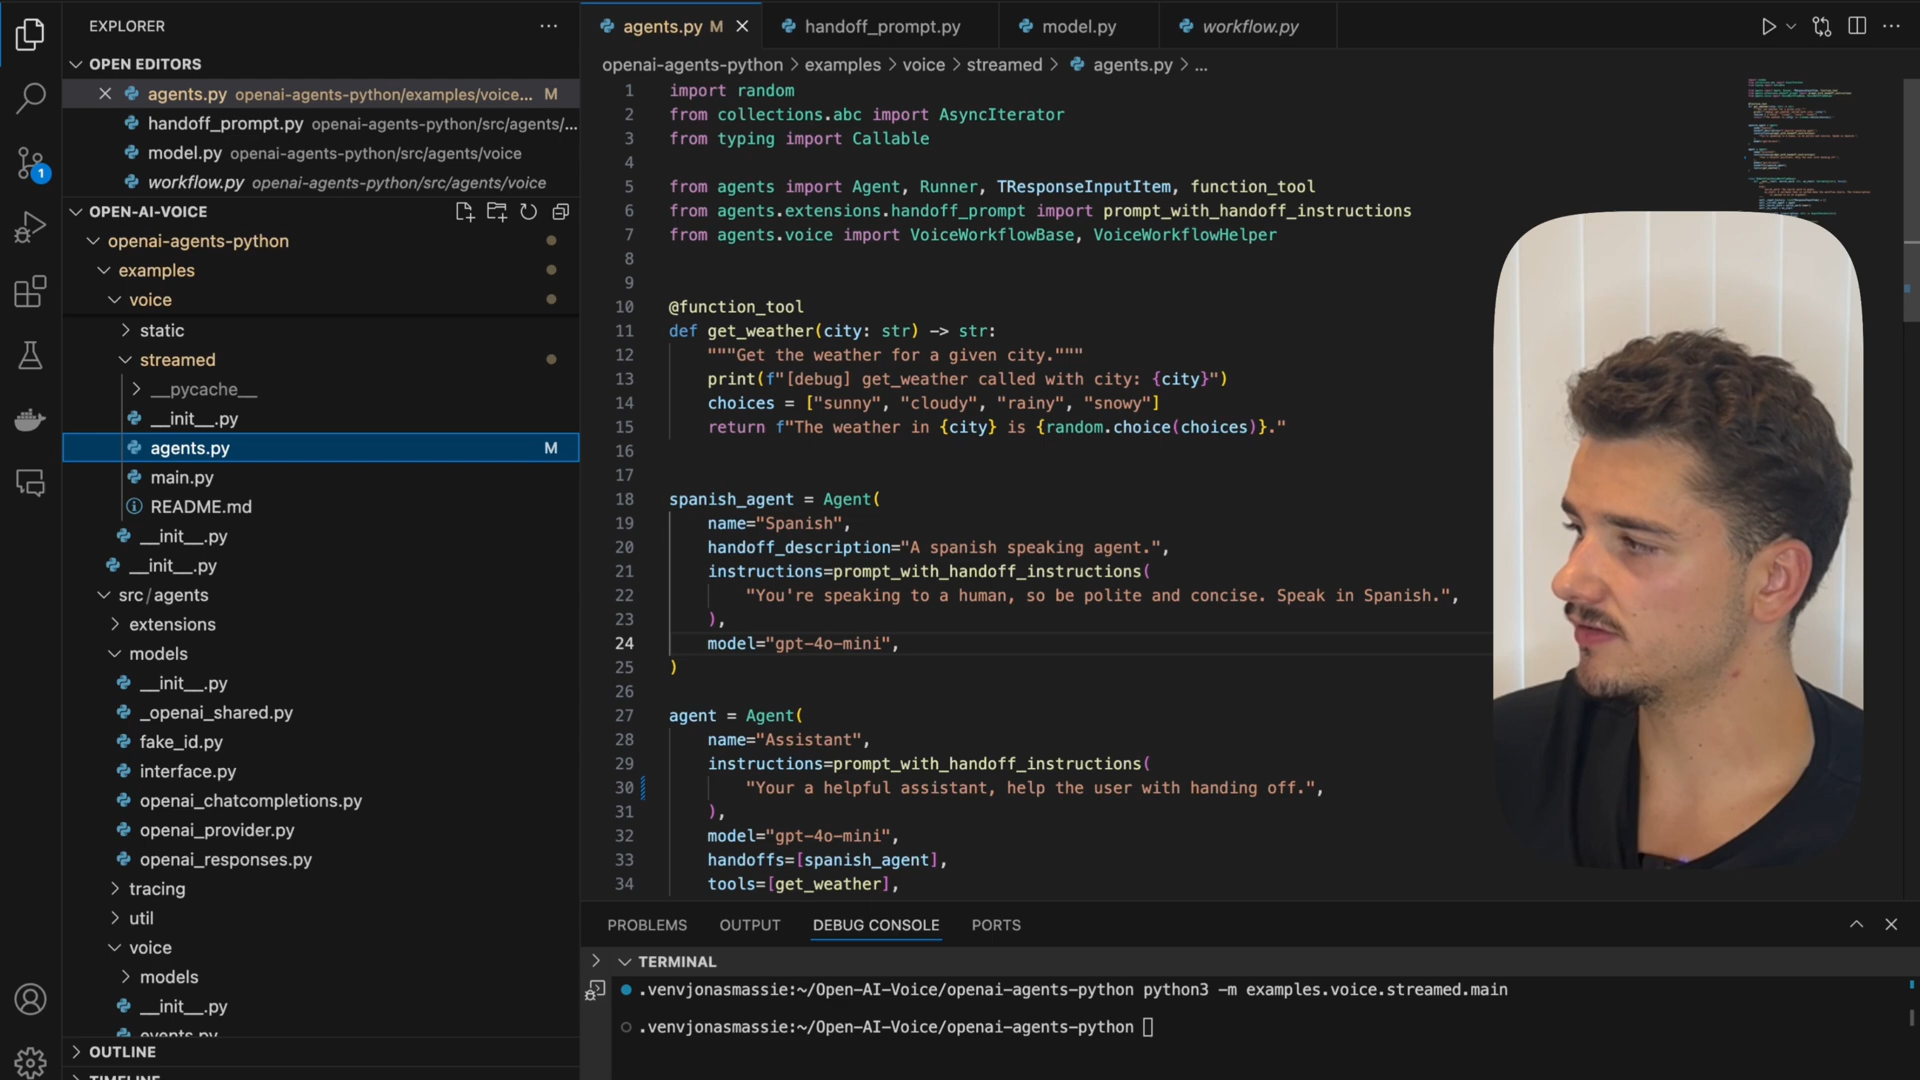 EXPLORER
OPEN EDITORS
agents.py openai-agents-python/examples/voice... M
handoff_prompt.py openai-agents-python/src/agents/...
model.py openai-agents-python/src/agents/voice
workflow.py openai-agents-python/src/agents/voice
1
OPEN-AI-VOICE
openai-agents-python
examples
voice
static
streamed
__pycache__
__init__.py
agents.py M
main.py
README.md
__init__.py
__init__.py
src/agents
extensions
models
__init__.py
_openai_shared.py
fake_id.py
interface.py
openai_chatcompletions.py
openai_provider.py
openai_responses.py
tracing
util
voice
models
__init__.py
events.py
OUTLINE
TIMELINE
agents.py M
handoff_prompt.py
model.py
workflow.py
openai-agents-python > examples > voice > streamed > agents.py > ...
1 import random
2 from collections.abc import AsyncIterator
3 from typing import Callable
4
5 from agents import Agent, Runner, TResponseInputItem, function_tool
6 from agents.extensions.handoff_prompt import prompt_with_handoff_instructions
7 from agents.voice import VoiceWorkflowBase, VoiceWorkflowHelper
8
9
10 @function_tool
11 def get_weather(city: str) -> str:
12 """Get the weather for a given city."""
13 print(f"[debug] get_weather called with city: {city}")
14 choices = ["sunny", "cloudy", "rainy", "snowy"]
15 return f"The weather in {city} is {random.choice(choices)}."
16
17
18 spanish_agent = Agent(
19 name="Spanish",
20 handoff_description="A spanish speaking agent.",
21 instructions=prompt_with_handoff_instructions(
22 "You're speaking to a human, so be polite and concise. Speak in Spanish.",
23 ),
24 model="gpt-4o-mini",
25 )
26
27 agent = Agent(
28 name="Assistant",
29 instructions=prompt_with_handoff_instructions(
30 "Your a helpful assistant, help the user with handing off.",
31 ),
32 model="gpt-4o-mini",
33 handoffs=[spanish_agent],
34 tools=[get_weather],
PROBLEMS OUTPUT DEBUG CONSOLE PORTS
TERMINAL
.venvjonasmassie:~/Open-AI-Voice/openai-agents-python python3 -m examples.voice.streamed.main
.venvjonasmassie:~/Open-AI-Voice/openai-agents-python